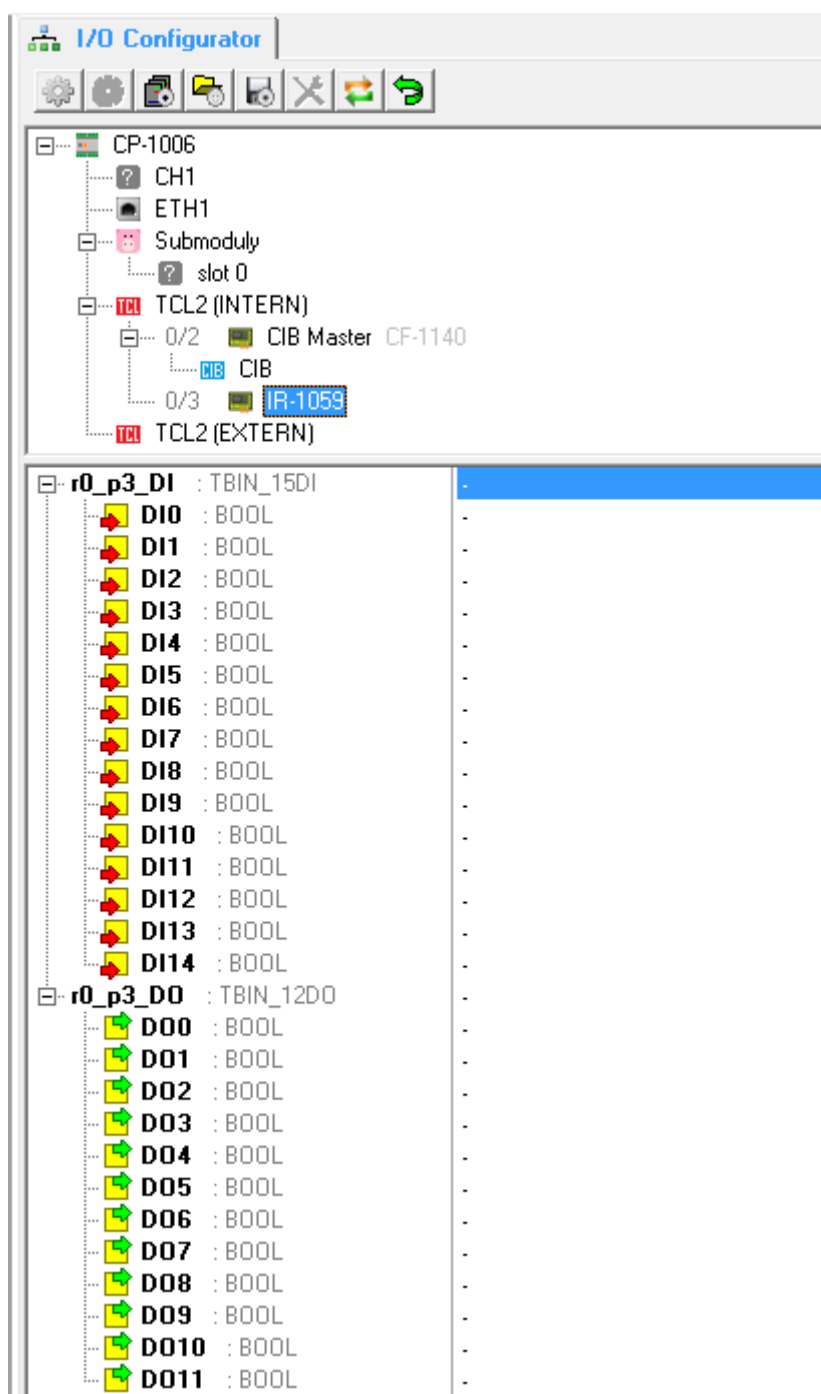 I/O Configurator
CP-1006
CH1
ETH1
Submoduly
slot 0
TCL2 (INTERN)
0/2 CIB Master CF-1140
CIB CIB
0/3 IR-1059
TCL2 (EXTERN)
r0_p3_DI : TBIN_15DI -
DI0 : BOOL -
DI1 : BOOL -
DI2 : BOOL -
DI3 : BOOL -
DI4 : BOOL -
DI5 : BOOL -
DI6 : BOOL -
DI7 : BOOL -
DI8 : BOOL -
DI9 : BOOL -
DI10 : BOOL -
DI11 : BOOL -
DI12 : BOOL -
DI13 : BOOL -
DI14 : BOOL -
r0_p3_DO : TBIN_12DO -
DO0 : BOOL -
DO1 : BOOL -
DO2 : BOOL -
DO3 : BOOL -
DO4 : BOOL -
DO5 : BOOL -
DO6 : BOOL -
DO7 : BOOL -
DO8 : BOOL -
DO9 : BOOL -
DO10 : BOOL -
DO11 : BOOL -